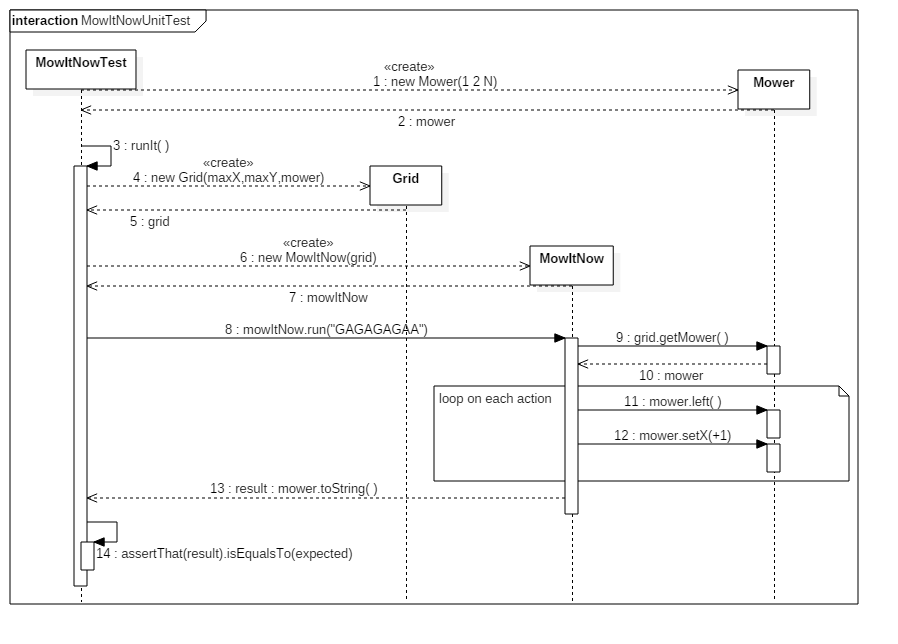 interaction MowItNowUnitTest
MowItNowTest
«create»
1 : new Mower(1 2 N)
Mower
2 : mower
3 : runIt( )
«create»
4 : new Grid(maxX,maxY,mower)
Grid
5 : grid
«create»
6 : new MowItNow(grid)
MowItNow
7 : mowItNow
8 : mowItNow.run("GAGAGAGAA")
9 : grid.getMower( )
10 : mower
loop on each action
11 : mower.left( )
12 : mower.setX(+1)
13 : result : mower.toString( )
14 : assertThat(result).isEqualsTo(expected)